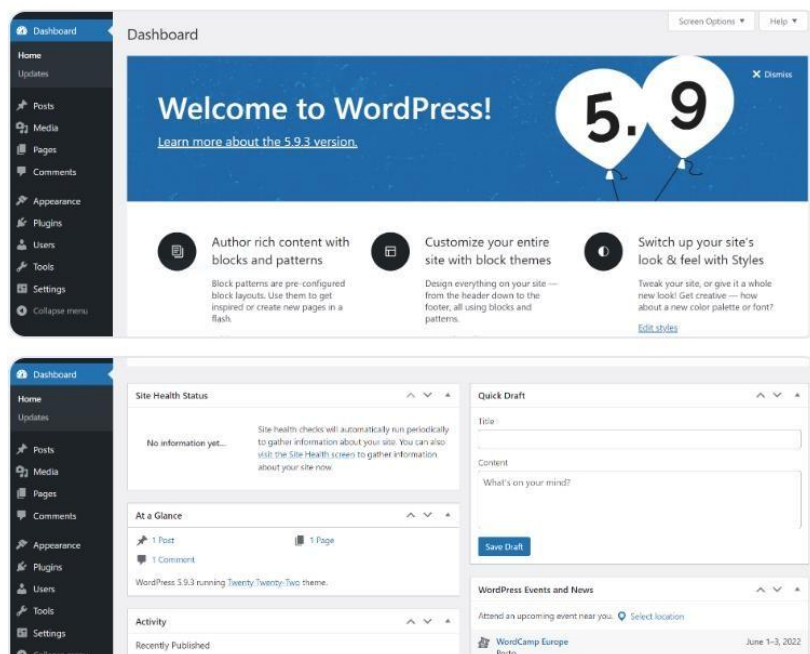 Screen Options ▼
Help ▼
Dashboard
Home
Updates
Posts
Media
Pages
Comments
Appearance
Plugins
Users
Tools
Settings
Collapse menu
Dashboard
Dismiss
Welcome to WordPress!
Learn more about the 5.9.3 version.
5.9
Author rich content with
blocks and patterns
Block patterns are pre-configured
block layouts. Use them to get
inspired or create new pages in a
flash.
Customize your entire
site with block themes
Design everything on your site —
from the header down to the
footer, all using blocks and
patterns.
Switch up your site's
look & feel with Styles
Tweak your site, or give it a whole
new look! Get creative — how
about a new color palette or font?
Edit styles
Dashboard
Home
Updates
Posts
Media
Pages
Comments
Appearance
Plugins
Users
Tools
Settings
Site Health Status
No information yet...
Site health checks will automatically run periodically
to gather information about your site. You can also
visit the Site Health screen to gather information
about your site now.
At a Glance
1 Post
1 Page
1 Comment
WordPress 5.9.3 running Twenty Twenty-Two theme.
Activity
Recently Published
Quick Draft
Title
Content
What's on your mind?
Save Draft
WordPress Events and News
Attend an upcoming event near you.
Select location
WordCamp Europe
June 1–3, 2022
Porto